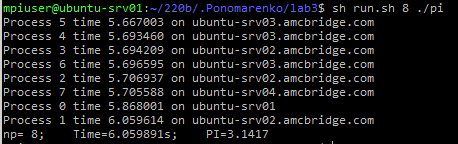 mpiuser@ubuntu-srv01:~/220b/.Ponomarenko/lab3$ sh run.sh 8 ./pi
Process 5 time 5.667003 on ubuntu-srv03.amcbridge.com
Process 4 time 5.693460 on ubuntu-srv03.amcbridge.com
Process 3 time 5.694209 on ubuntu-srv02.amcbridge.com
Process 6 time 5.696595 on ubuntu-srv03.amcbridge.com
Process 2 time 5.706937 on ubuntu-srv02.amcbridge.com
Process 7 time 5.705588 on ubuntu-srv04.amcbridge.com
Process 0 time 5.868001 on ubuntu-srv01
Process 1 time 6.059614 on ubuntu-srv02.amcbridge.com
np= 8;     Time=6.059891s;     PI=3.1417